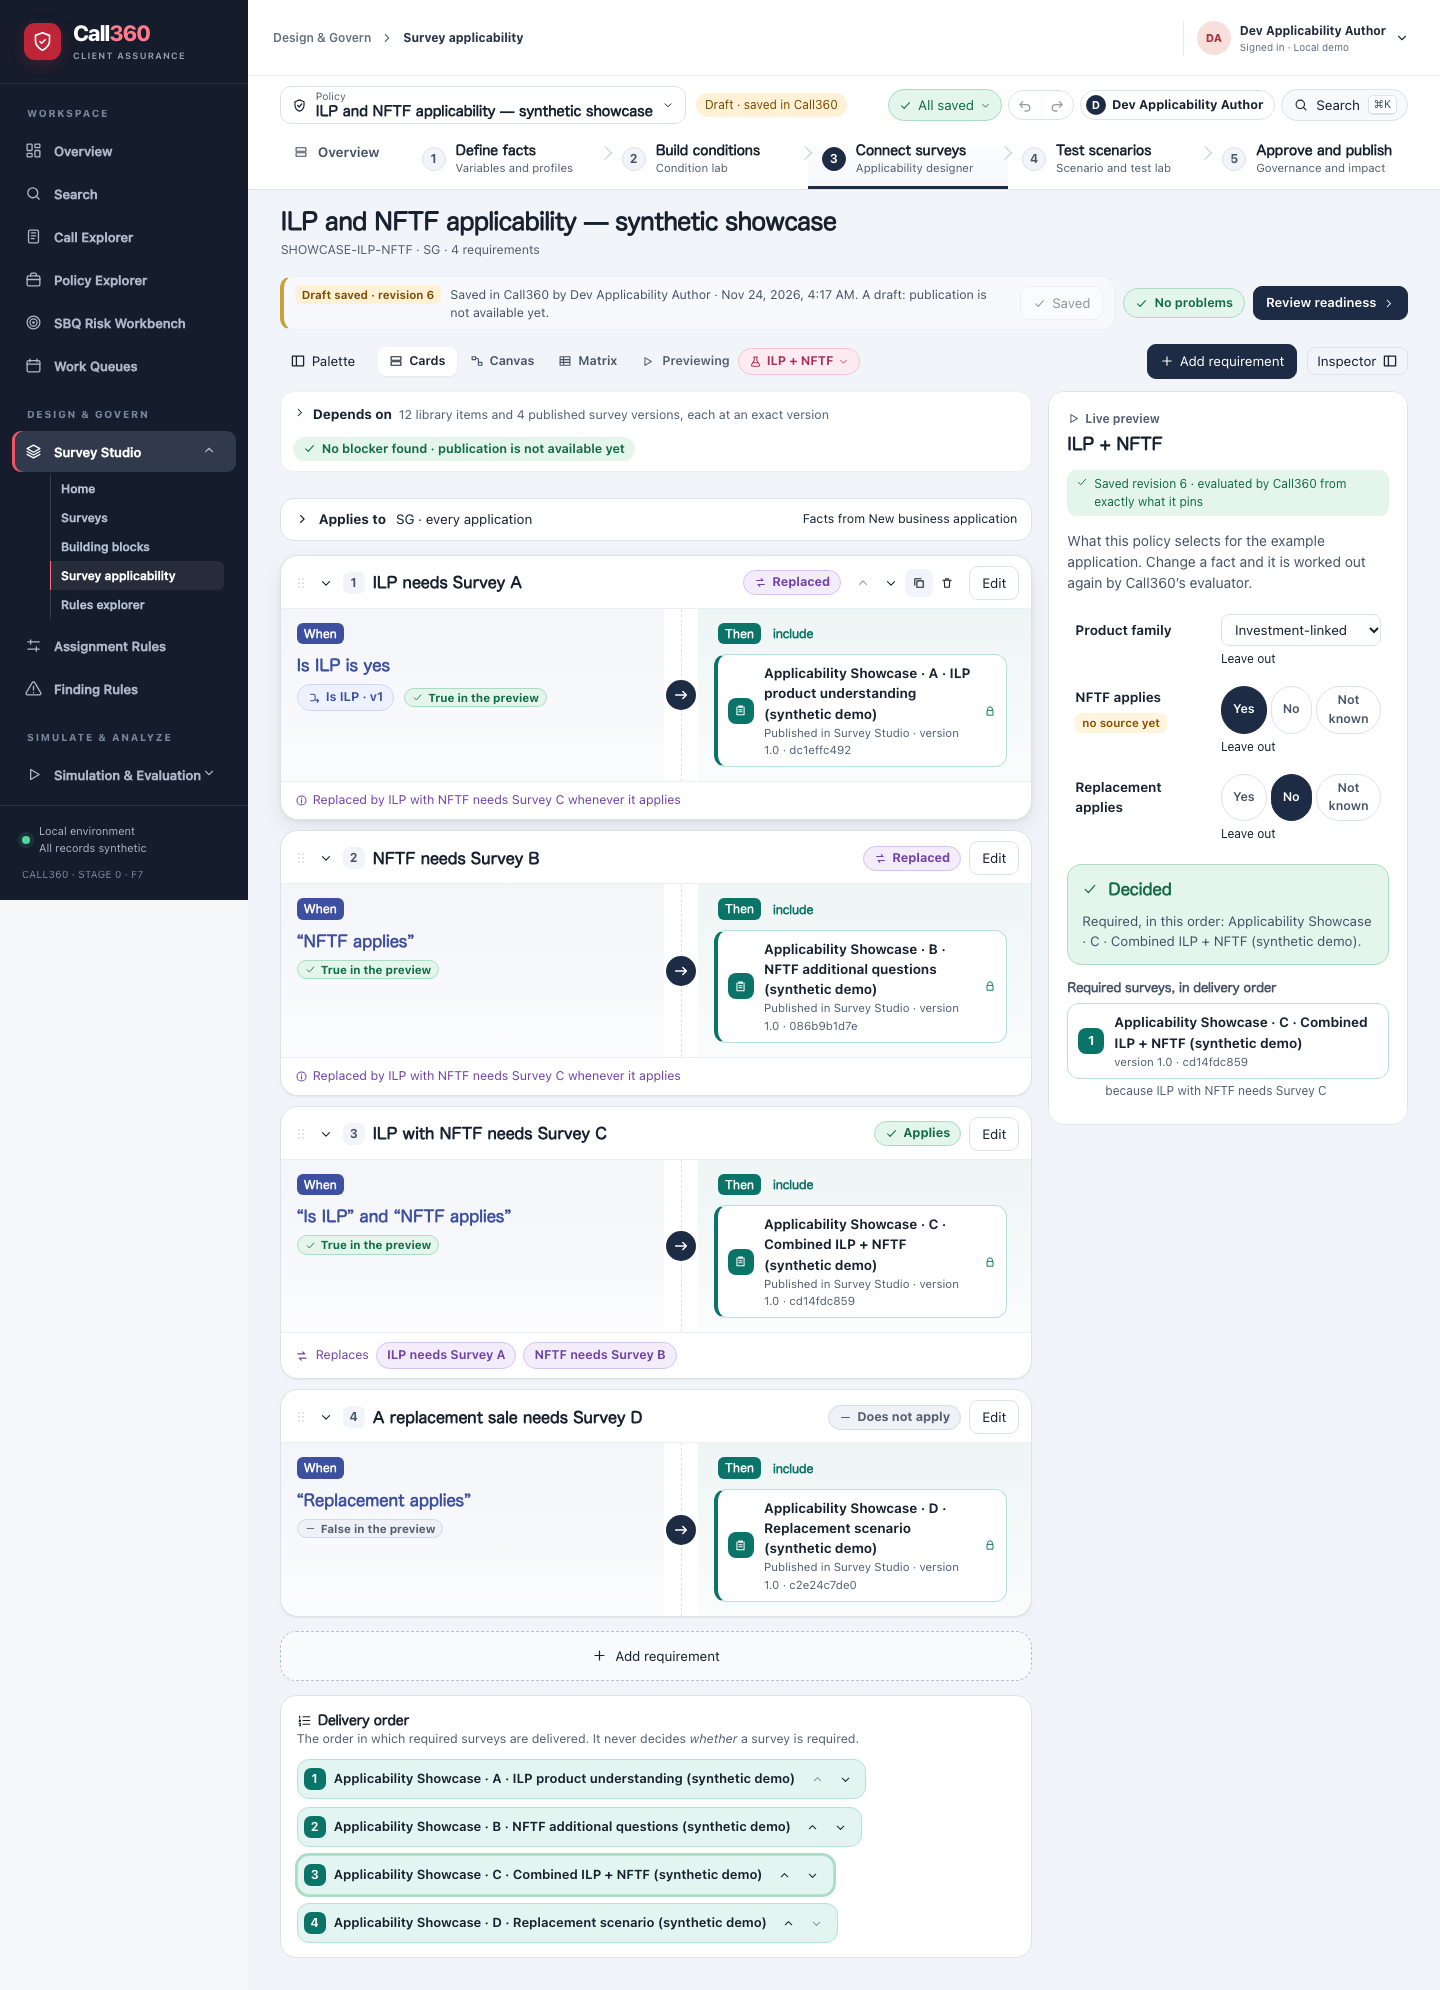 Call360
CLIENT ASSURANCE
WORKSPACE
Overview
Search
Call Explorer
Policy Explorer
SBQ Risk Workbench
Work Queues
DESIGN & GOVERN
Survey Studio
Home
Surveys
Building blocks
Survey applicability
Rules explorer
Assignment Rules
Finding Rules
SIMULATE & ANALYZE
Simulation & Evaluation
Local environment
All records synthetic
CALL360 · STAGE 0 · F7
Design & Govern
Survey applicability
DA
Dev Applicability Author
Signed in · Local demo
Policy
ILP and NFTF applicability — synthetic showcase
Draft · saved in Call360
All saved
D
Dev Applicability Author
Search
⌘K
Overview
1
Define facts
Variables and profiles
2
Build conditions
Condition lab
3
Connect surveys
Applicability designer
4
Test scenarios
Scenario and test lab
5
Approve and publish
Governance and impact
ILP and NFTF applicability — synthetic showcase
SHOWCASE-ILP-NFTF · SG · 4 requirements
Draft saved · revision 6
Saved in Call360 by Dev Applicability Author · Nov 24, 2026, 4:17 AM. A draft: publication is
not available yet.
Saved
No problems
Review readiness
Palette
Cards
Canvas
Matrix
Previewing
ILP + NFTF
Add requirement
Inspector
Depends on 12 library items and 4 published survey versions, each at an exact version
No blocker found · publication is not available yet
Applies to SG · every application
Facts from New business application
1
ILP needs Survey A
Replaced
Edit
When
Is ILP is yes
Is ILP · v1
True in the preview
Then include
Applicability Showcase · A · ILP
product understanding
(synthetic demo)
Published in Survey Studio · version
1.0 · dc1effc492
Replaced by ILP with NFTF needs Survey C whenever it applies
2
NFTF needs Survey B
Replaced
Edit
When
“NFTF applies”
True in the preview
Then include
Applicability Showcase · B ·
NFTF additional questions
(synthetic demo)
Published in Survey Studio · version
1.0 · 086b9b1d7e
Replaced by ILP with NFTF needs Survey C whenever it applies
3
ILP with NFTF needs Survey C
Applies
Edit
When
“Is ILP” and “NFTF applies”
True in the preview
Then include
Applicability Showcase · C ·
Combined ILP + NFTF
(synthetic demo)
Published in Survey Studio · version
1.0 · cd14fdc859
Replaces
ILP needs Survey A
NFTF needs Survey B
4
A replacement sale needs Survey D
Does not apply
Edit
When
“Replacement applies”
False in the preview
Then include
Applicability Showcase · D ·
Replacement scenario
(synthetic demo)
Published in Survey Studio · version
1.0 · c2e24c7de0
Add requirement
Delivery order
The order in which required surveys are delivered. It never decides whether a survey is required.
1 Applicability Showcase · A · ILP product understanding (synthetic demo)
2 Applicability Showcase · B · NFTF additional questions (synthetic demo)
3 Applicability Showcase · C · Combined ILP + NFTF (synthetic demo)
4 Applicability Showcase · D · Replacement scenario (synthetic demo)
Live preview
ILP + NFTF
Saved revision 6 · evaluated by Call360 from
exactly what it pins
What this policy selects for the example
application. Change a fact and it is worked out
again by Call360's evaluator.
Product family
Investment-linked
Leave out
NFTF applies
no source yet
Yes
No
Not
known
Leave out
Replacement
applies
Yes
No
Not
known
Leave out
Decided
Required, in this order: Applicability Showcase
· C · Combined ILP + NFTF (synthetic demo).
Required surveys, in delivery order
1
Applicability Showcase · C · Combined
ILP + NFTF (synthetic demo)
version 1.0 · cd14fdc859
because ILP with NFTF needs Survey C